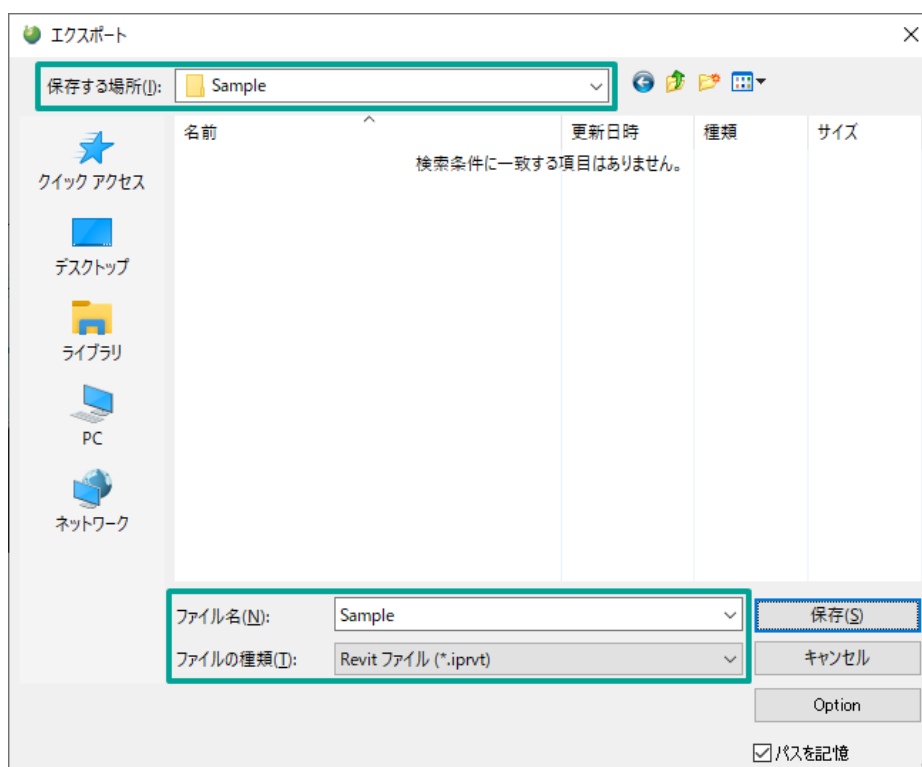 エクスポート
保存する場所(I): Sample
名前 更新日時 種類 サイズ
検索条件に一致する項目はありません。
クイック アクセス
デスクトップ
ライブラリ
PC
ネットワーク
ファイル名(N): Sample 保存(S)
ファイルの種類(T): Revit ファイル (*.iprvt) キャンセル
Option
パスを記憶